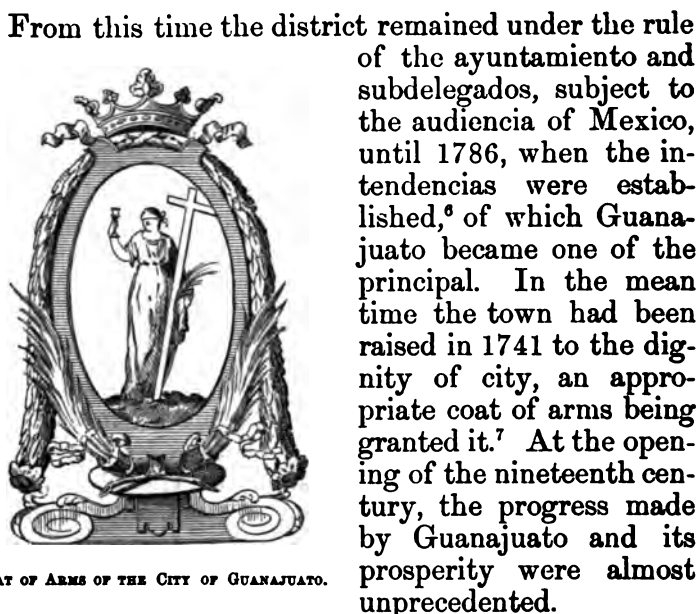 From this time the district remained under the rule
of the ayuntamiento and
subdelegados, subject to
the audiencia of Mexico,
until 1786, when the in-
tendencias were estab-
lished,⁶ of which Guana-
juato became one of the
principal. In the mean
time the town had been
raised in 1741 to the dig-
nity of city, an appro-
priate coat of arms being
granted it.⁷ At the open-
ing of the nineteenth cen-
tury, the progress made
by Guanajuato and its
prosperity were almost
unprecedented.
AT OF ARMS OF THE CITY OF GUANAJUATO.